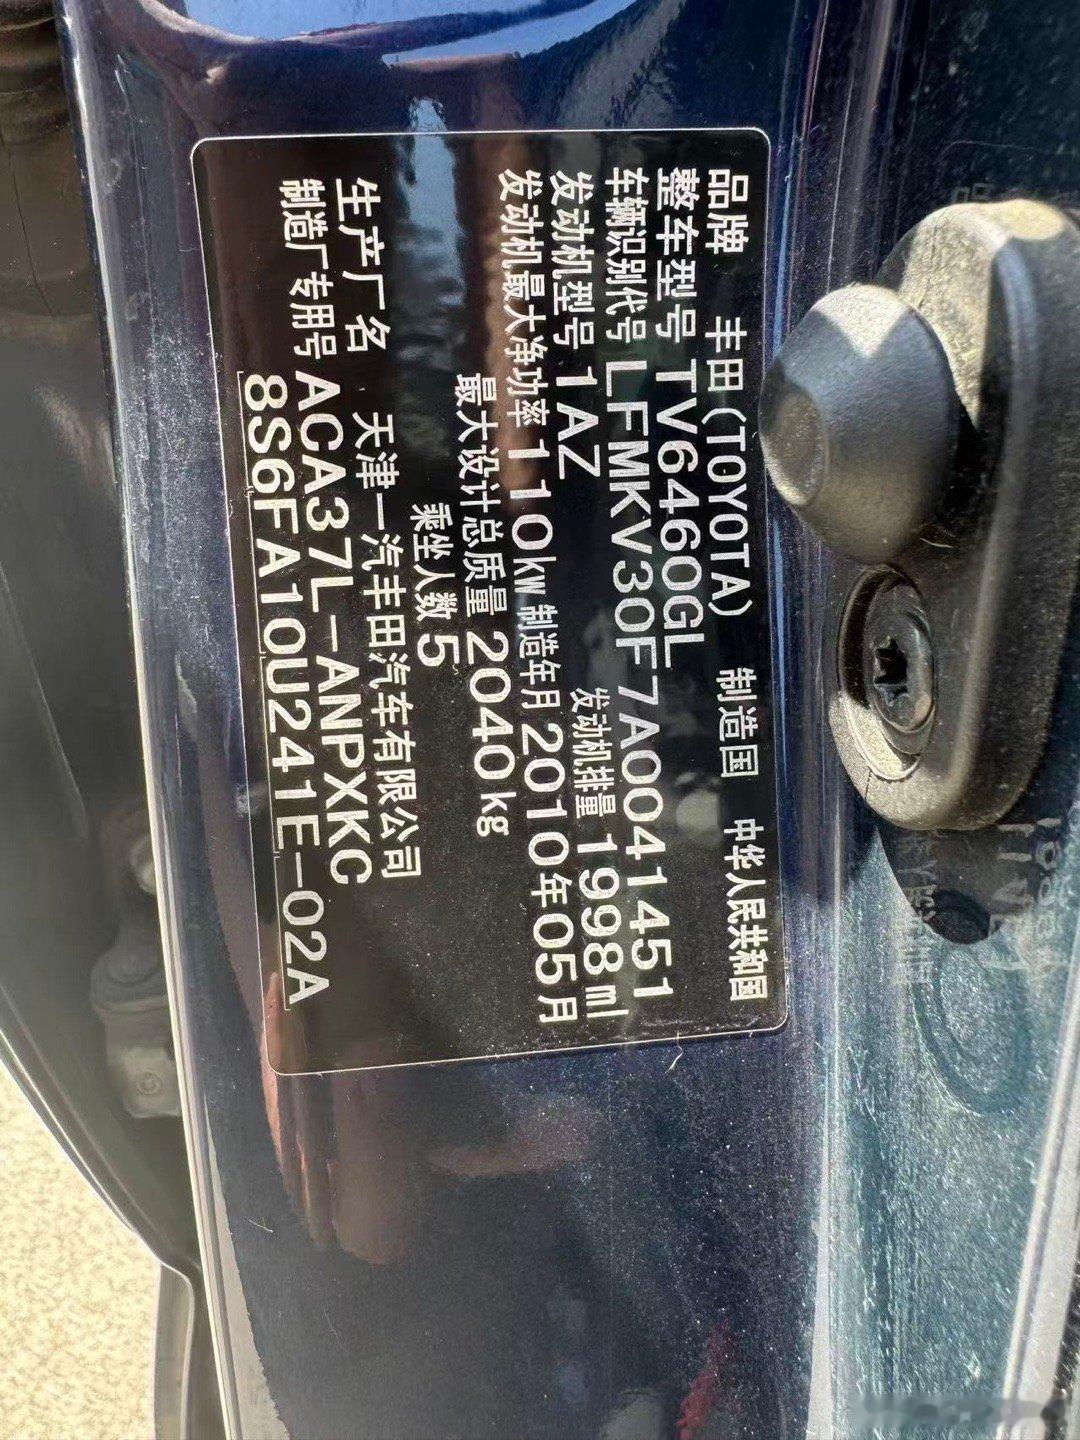 品牌 丰田(TOYOTA) 制造国 中华人民共和国
整车型号 TV6460GL
车辆识别代号 LFMKV30F7A0041451
发动机型号 1AZ 发动机排量 1998ml
发动机最大净功率 110kW 制造年月 2010年05月
最大设计总质量 2040kg
乘坐人数 5
生产厂名 天津一汽丰田汽车有限公司
制造厂专用号 ACA37L-ANPXKC
8S6FA10U241E-02A